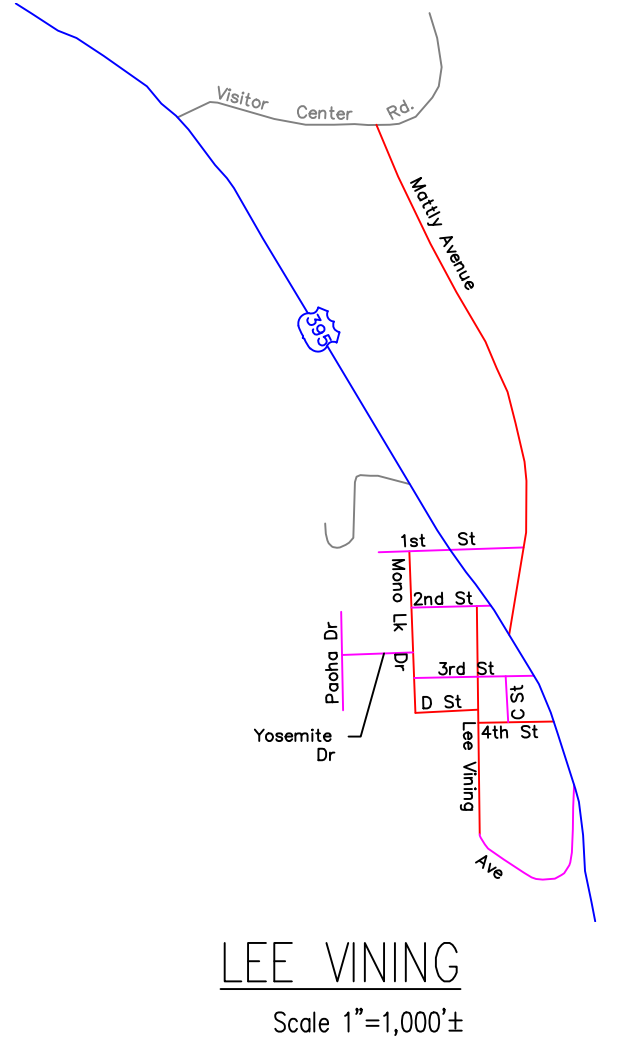 Visitor Center Rd.
Mattly Avenue
395
1st St
Mono Lk Dr
2nd St
Paoha Dr
3rd St
D St
C St
Yosemite
Dr
4th St
Lee Vining Ave
LEE VINING
Scale 1"=1,000'±